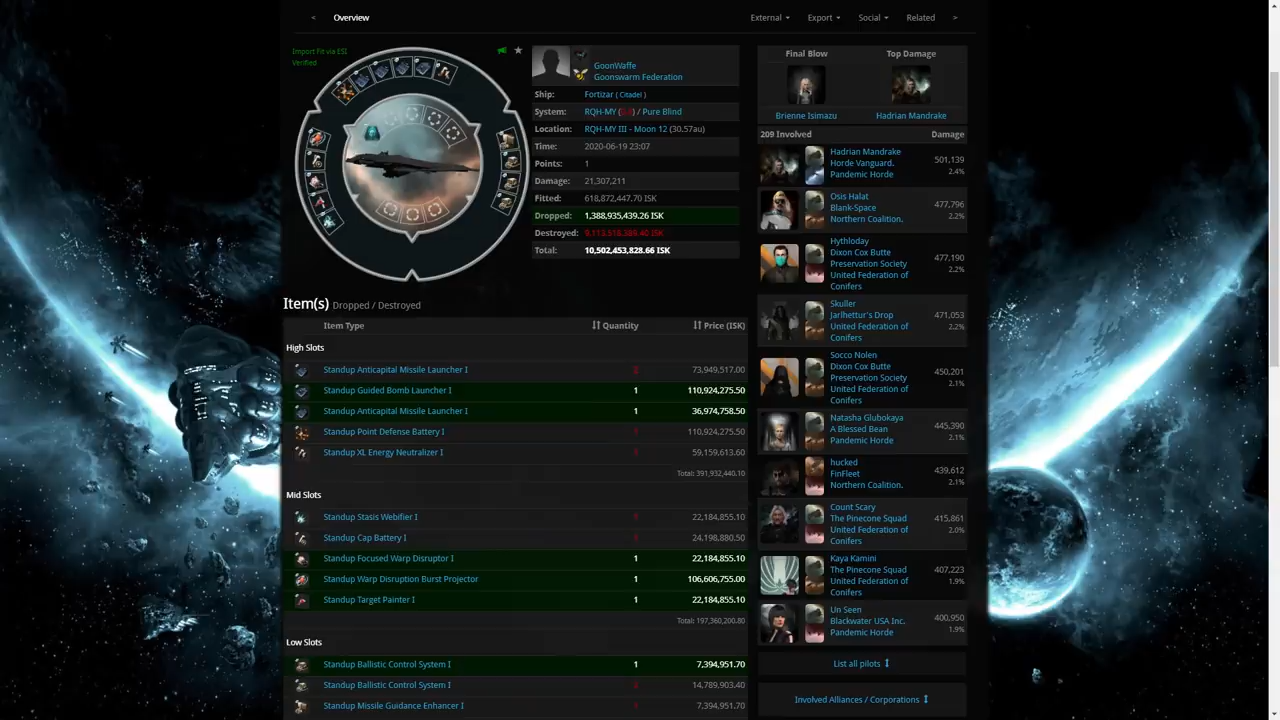 <
Overview
External
Export
Social
Related
>
Import Fit via ESI
Verified
GoonWaffe
Goonswarm Federation
Ship: Fortizar ( Citadel )
System: RQH-MY / Pure Blind
Location: RQH-MY III - Moon 12 (30.57au)
Time: 2020-06-19 23:07
Points: 1
Damage: 21,307,211
Fitted: 618,872,447.70 ISK
Dropped: 1,388,935,439.26 ISK
Destroyed: 9,113,518,389.40 ISK
Total: 10,502,453,828.66 ISK
Item(s) Dropped / Destroyed
Item Type Quantity Price (ISK)
High Slots
Standup Anticapital Missile Launcher I 73,949,517.00
Standup Guided Bomb Launcher I 1 110,924,275.50
Standup Anticapital Missile Launcher I 1 36,974,758.50
Standup Point Defense Battery I 110,924,275.50
Standup XL Energy Neutralizer I 59,159,613.60
Total: 391,932,440.10
Mid Slots
Standup Stasis Webifier I 22,184,855.10
Standup Cap Battery I 24,198,880.50
Standup Focused Warp Disruptor I 1 22,184,855.10
Standup Warp Disruption Burst Projector 1 106,606,755.00
Standup Target Painter I 1 22,184,855.10
Total: 197,360,200.80
Low Slots
Standup Ballistic Control System I 1 7,394,951.70
Standup Ballistic Control System I 14,789,903.40
Standup Missile Guidance Enhancer I 7,394,951.70
Final Blow Top Damage
Brienne Isimazu Hadrian Mandrake
209 Involved Damage
Hadrian Mandrake
Horde Vanguard.
Pandemic Horde
501,139
2.4%
Osis Halat
Blank-Space
Northern Coalition.
477,796
2.2%
Hythloday
Dixon Cox Butte
Preservation Society
United Federation of
Conifers
477,190
2.2%
Skuller
Jarlhettur's Drop
United Federation of
Conifers
471,053
2.2%
Socco Nolen
Dixon Cox Butte
Preservation Society
United Federation of
Conifers
450,201
2.1%
Natasha Glubokaya
A Blessed Bean
Pandemic Horde
445,390
2.1%
hucked
FinFleet
Northern Coalition.
439,612
2.1%
Count Scary
The Pinecone Squad
United Federation of
Conifers
415,861
2.0%
Kaya Kamini
The Pinecone Squad
United Federation of
Conifers
407,223
1.9%
Un Seen
Blackwater USA Inc.
Pandemic Horde
400,950
1.9%
List all pilots
Involved Alliances / Corporations